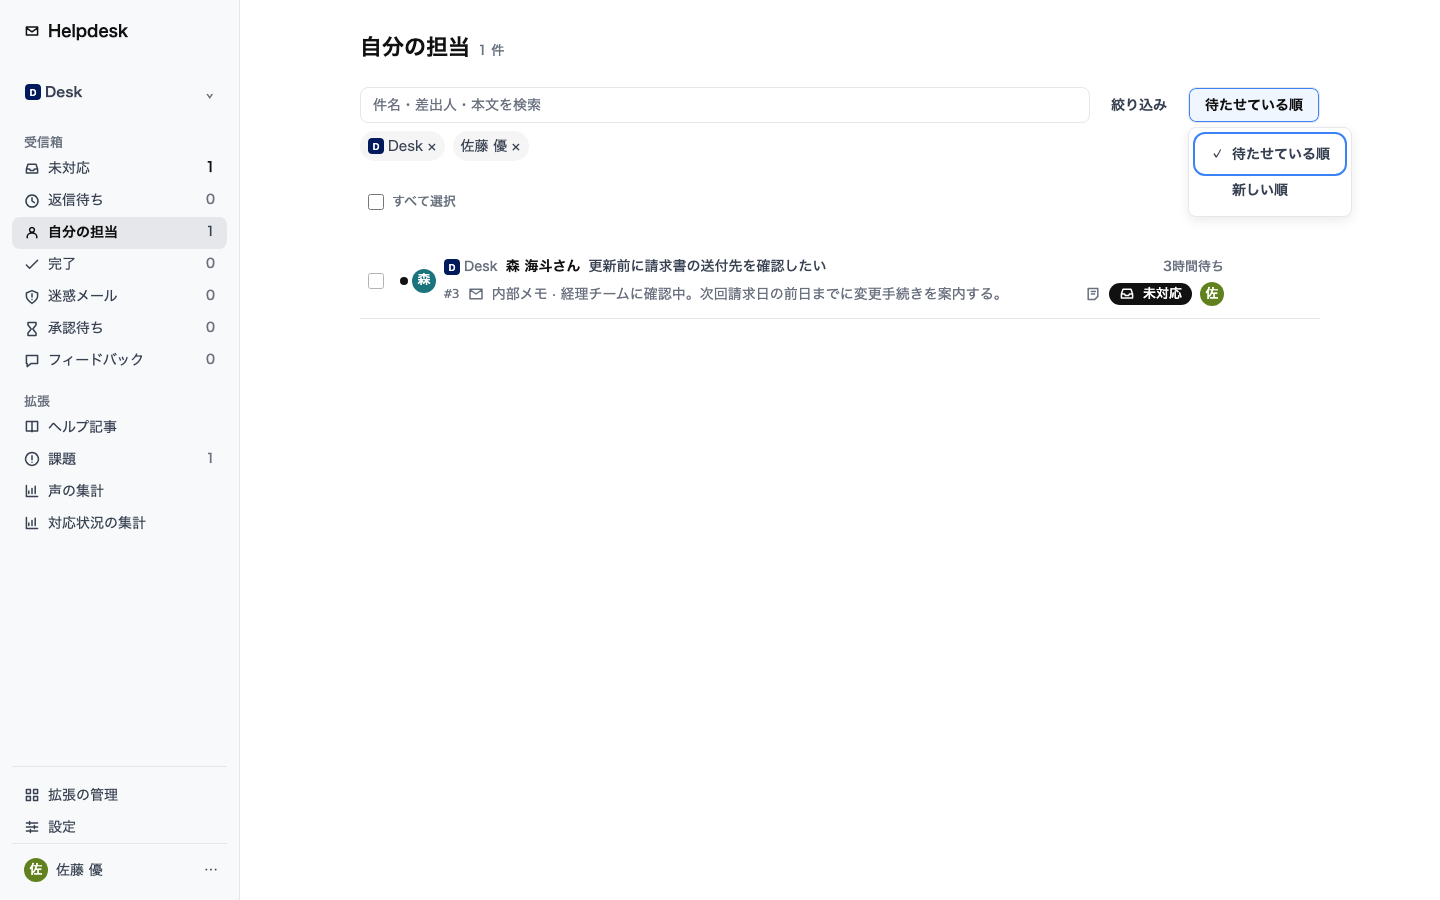 Helpdesk
D Desk
受信箱
未対応 1
返信待ち 0
自分の担当 1
完了 0
迷惑メール 0
承認待ち 0
フィードバック 0
拡張
ヘルプ記事
課題 1
声の集計
対応状況の集計
拡張の管理
設定
佐 佐藤 優 …
自分の担当 1 件
件名・差出人・本文を検索
絞り込み
待たせている順
D Desk ×
佐藤 優 ×
✓ 待たせている順
新しい順
すべて選択
森
D Desk 森 海斗さん 更新前に請求書の送付先を確認したい 3時間待ち
#3 内部メモ · 経理チームに確認中。次回請求日の前日までに変更手続きを案内する。 未対応 佐